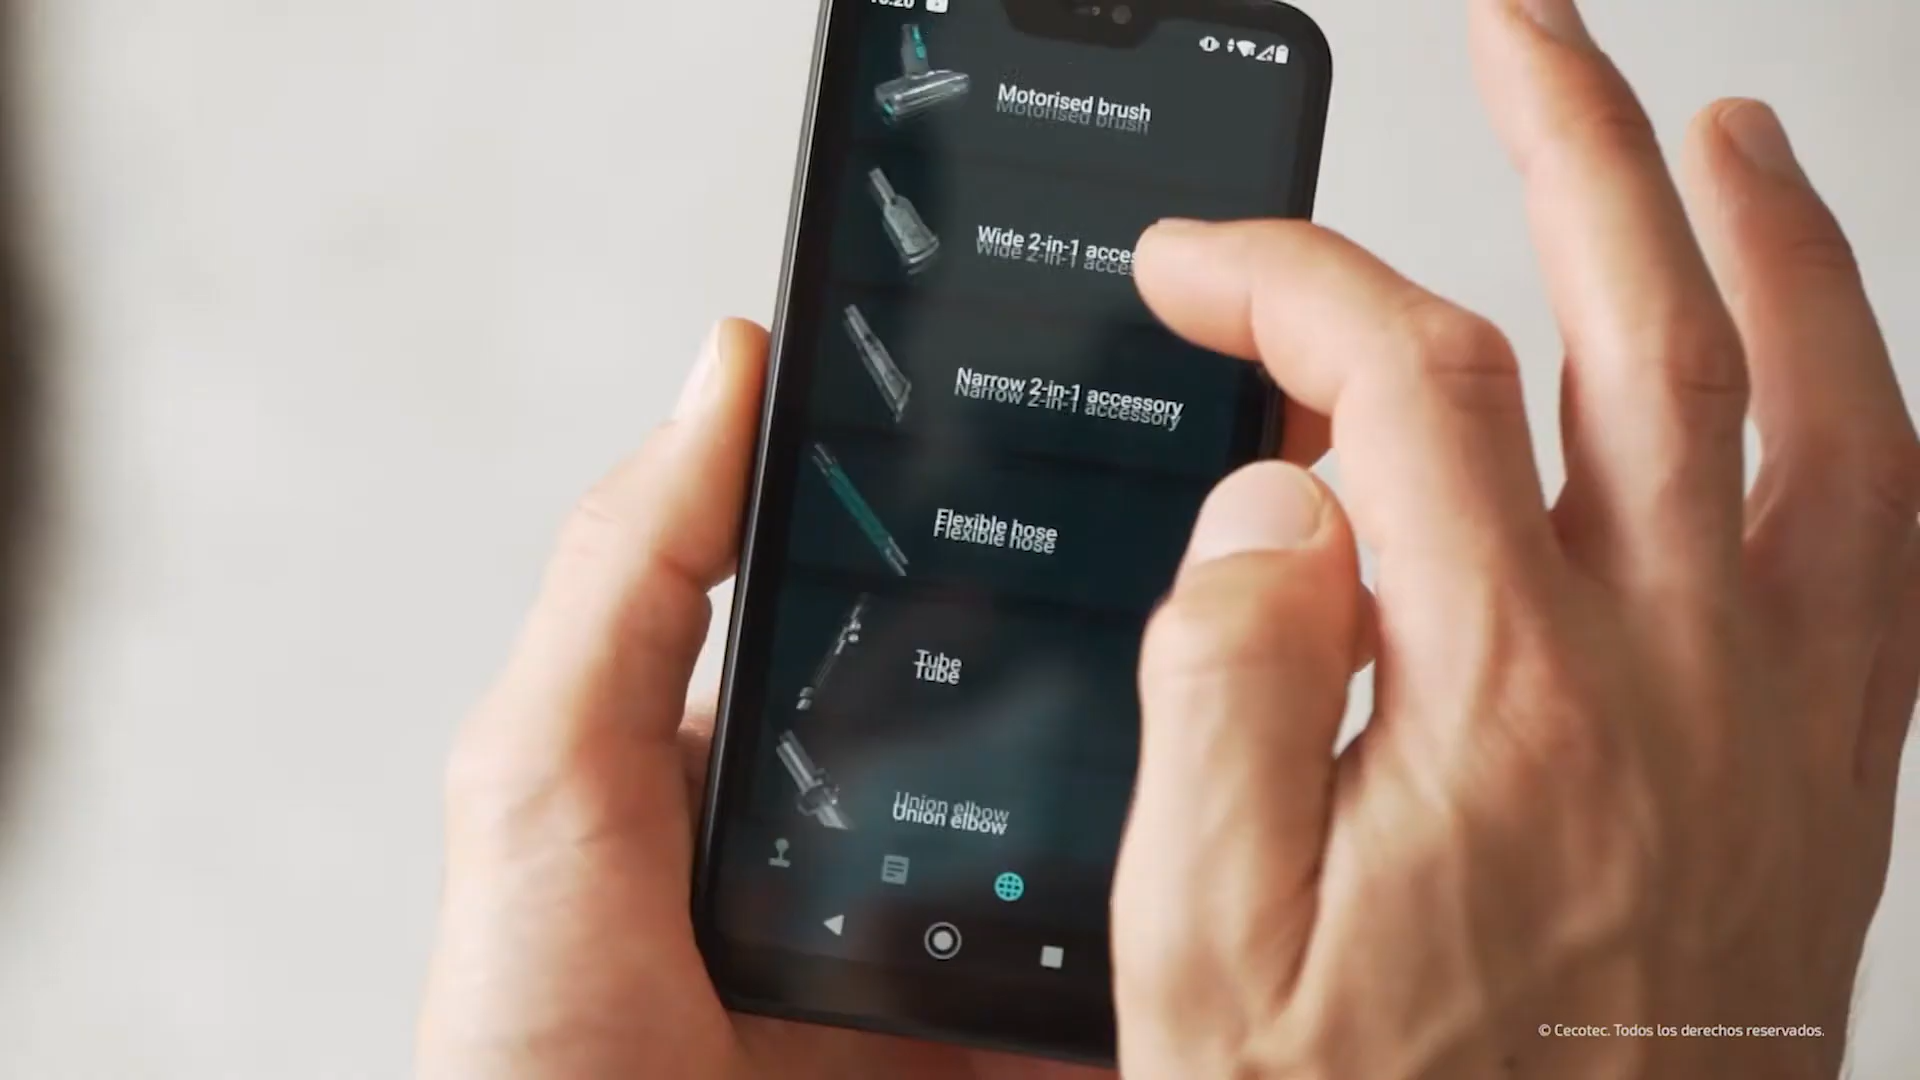 Motorised brush
Wide 2-in-1 acces
Narrow 2-in-1 accessory
Flexible hose
Tube
Union elbow
© Cecotec. Todos los derechos reservados.